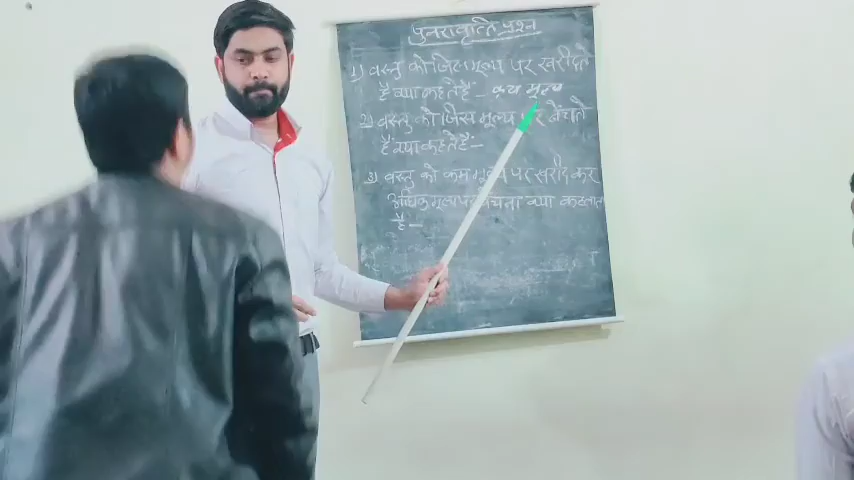 पुनरावृत्ति प्रश्न
1) वस्तु को जिस मूल्य पर खरीदते
हैं क्या कहते हैं - क्रय मूल्य
2) वस्तु को जिस मूल्य पर बेंचते
हैं क्या कहते हैं -
3) वस्तु को कम मूल्य पर खरीदकर
अधिक मूल्य पर बेचना क्या कहलाता
है -